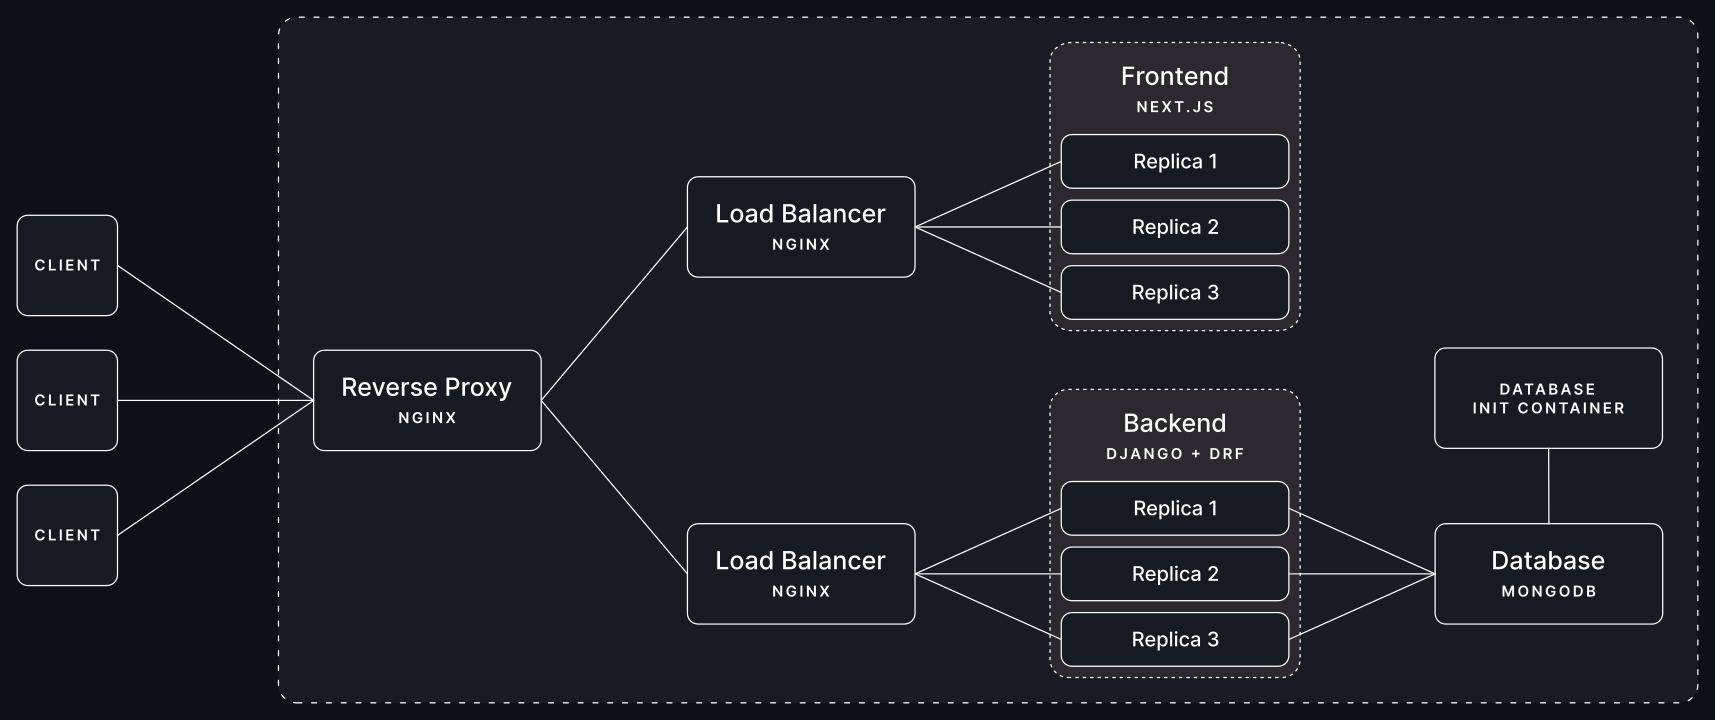 CLIENT
CLIENT
CLIENT
Reverse Proxy
NGINX
Load Balancer
NGINX
Load Balancer
NGINX
Frontend
NEXT.JS
Replica 1
Replica 2
Replica 3
Backend
DJANGO + DRF
Replica 1
Replica 2
Replica 3
DATABASE
INIT CONTAINER
Database
MONGODB